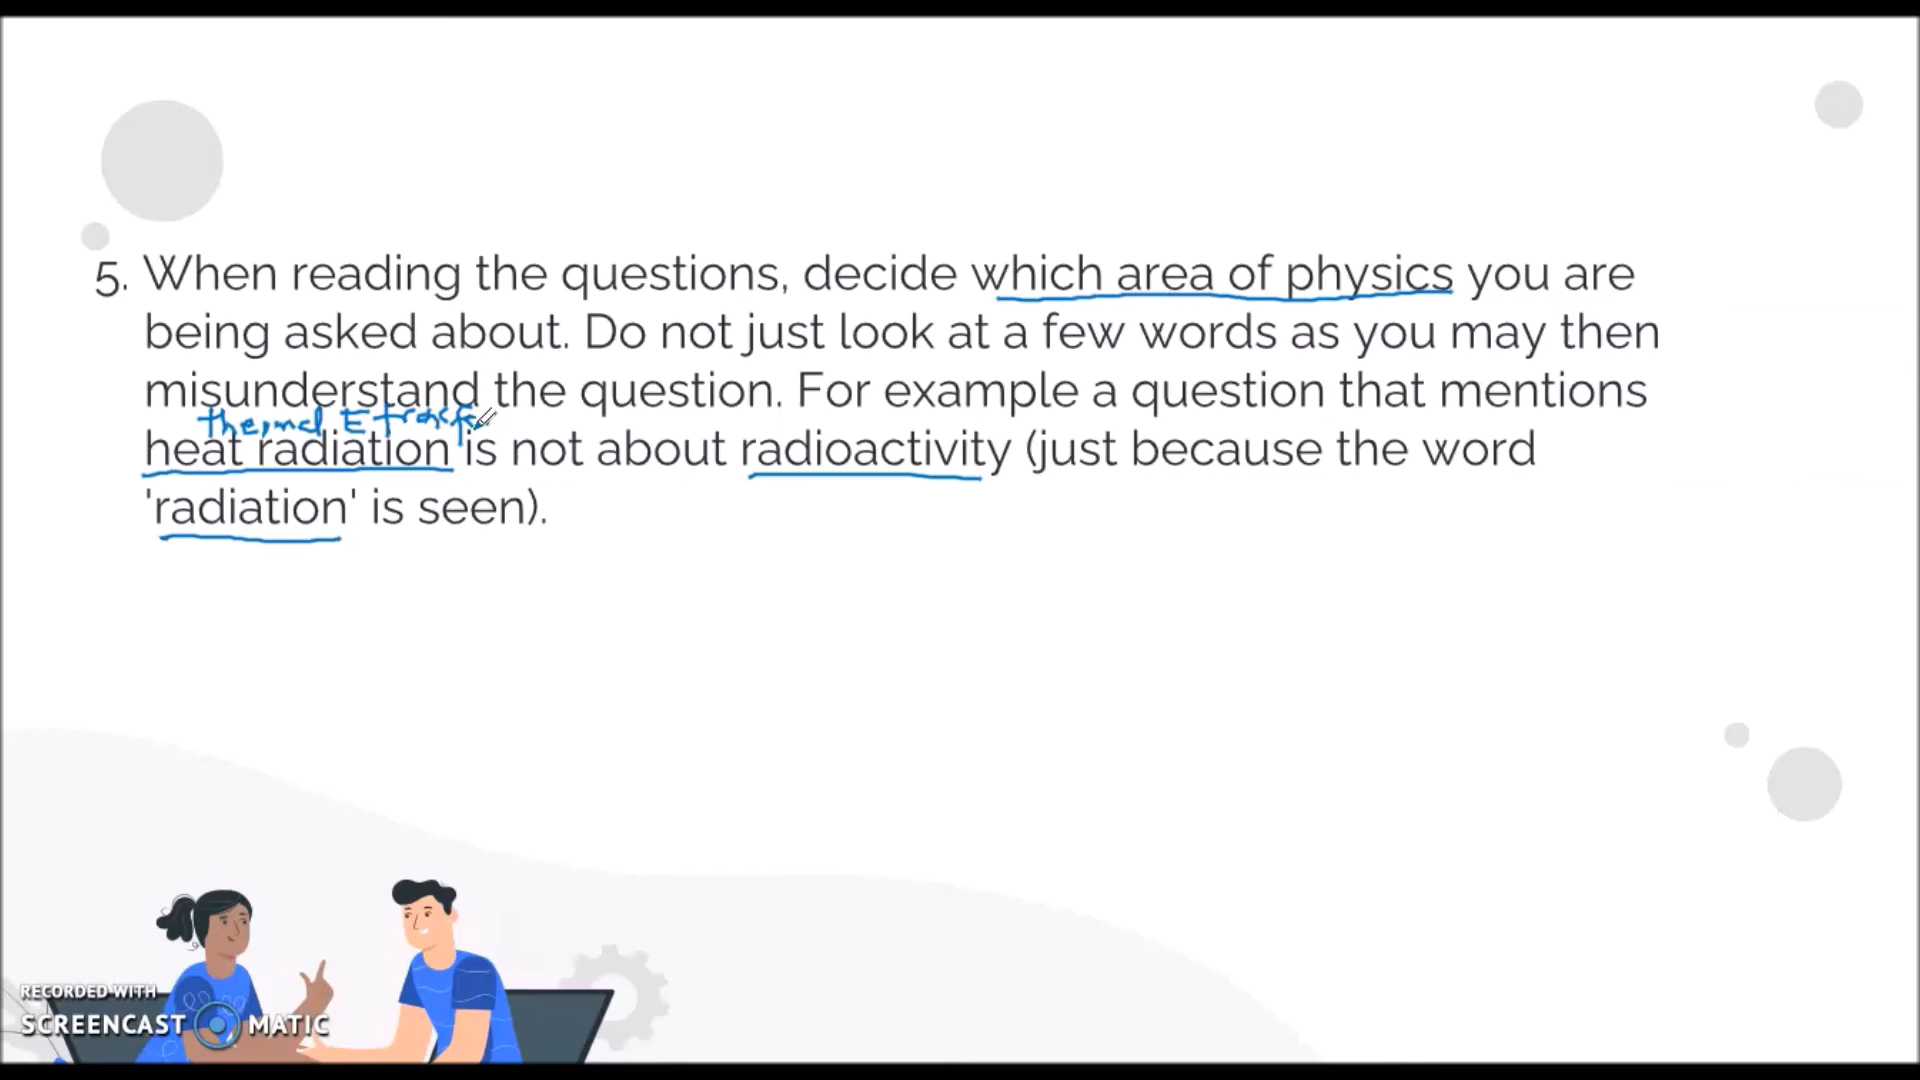 5. When reading the questions, decide which area of physics you are
being asked about. Do not just look at a few words as you may then
misunderstand the question. For example a question that mentions
thermal E transf
heat radiation is not about radioactivity (just because the word
'radiation' is seen).
RECORDED WITH
SCREENCAST MATIC